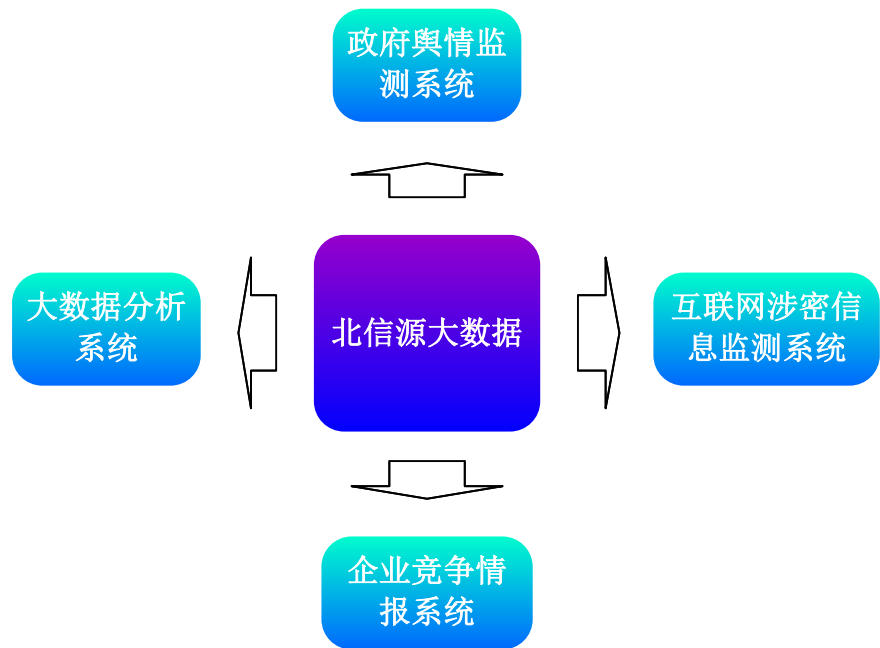 政府舆情监
测系统
大数据分析
系统
北信源大数据
互联网涉密信
息监测系统
企业竞争情
报系统